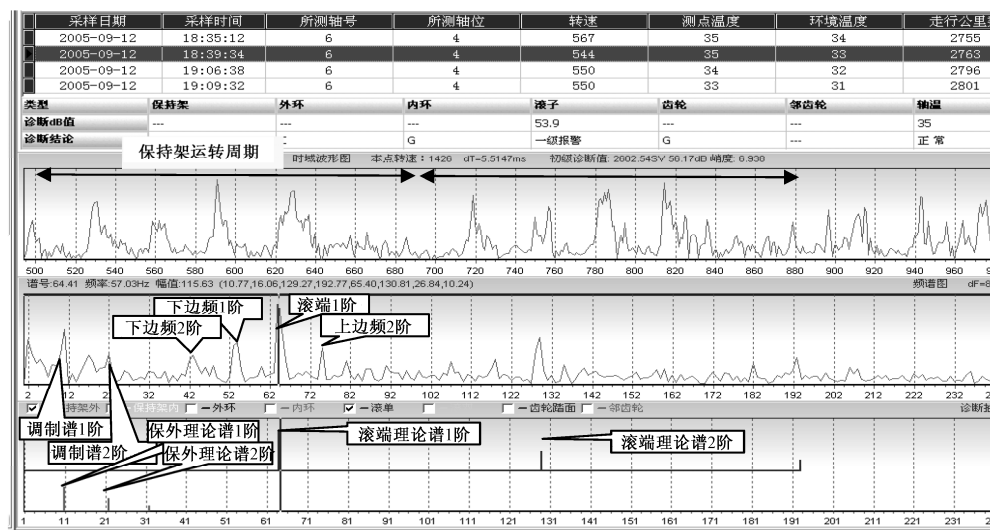 采样日期 采样时间 所测轴号 所测轴位 转速 测点温度 环境温度 走行公里
2005-09-12 18:35:12 6 4 567 35 34 2755
2005-09-12 18:39:34 6 4 544 35 33 2763
2005-09-12 19:06:38 6 4 550 34 32 2796
2005-09-12 19:09:32 6 4 550 33 31 2801
类型 保持架 外环 内环 滚子 齿轮 邻齿轮 轴温
诊断dB值 --- --- --- 53.9 --- --- 35
诊断结论 G 一级报警 G --- 正常
保持架运转周期
时域波形图 本点转速：1426 dT=5.5147ms 初级诊断值: 2002.543V 56.17dB 峭度: 6.930
500 520 540 560 580 600 620 640 660 680 700 720 740 760 780 800 820 840 860 880 900 920 940 960
谱号:64.41 频率:57.03Hz 幅值:115.63 (10.77,16.06,129.27,192.77,65.40,130.81,26.84,10.24) 频谱图 dF=8
下边频1阶
滚端1阶
下边频2阶
上边频2阶
2 12 22 32 42 52 62 72 82 92 102 112 122 132 142 152 162 172 182 192 202 212 222 232
持架外 保持架内 外环 内环 滚单 齿轮踏面 邻齿轮 诊断
调制谱1阶
保外理论谱1阶
滚端理论谱1阶
滚端理论谱2阶
调制谱2阶
保外理论谱2阶
1 11 21 31 41 51 61 71 81 91 101 111 121 131 141 151 161 171 181 191 201 211 221 231